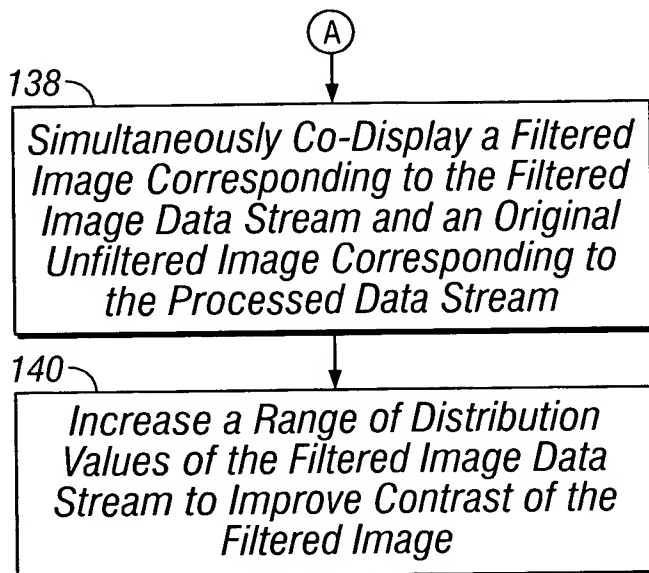 A
138
Simultaneously Co-Display a Filtered
Image Corresponding to the Filtered
Image Data Stream and an Original
Unfiltered Image Corresponding to
the Processed Data Stream
140
Increase a Range of Distribution
Values of the Filtered Image Data
Stream to Improve Contrast of the
Filtered Image